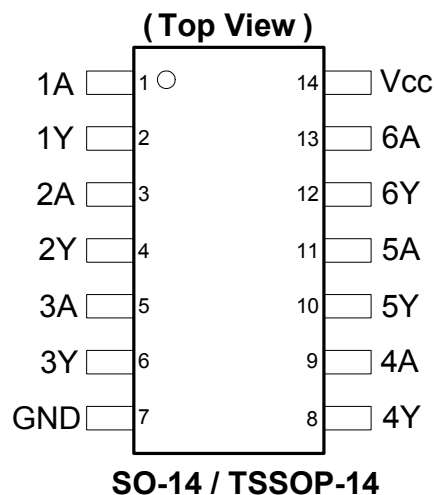 ( Top View )
1A 1 14 Vcc
1Y 2 13 6A
2A 3 12 6Y
2Y 4 11 5A
3A 5 10 5Y
3Y 6 9 4A
GND 7 8 4Y
SO-14 / TSSOP-14